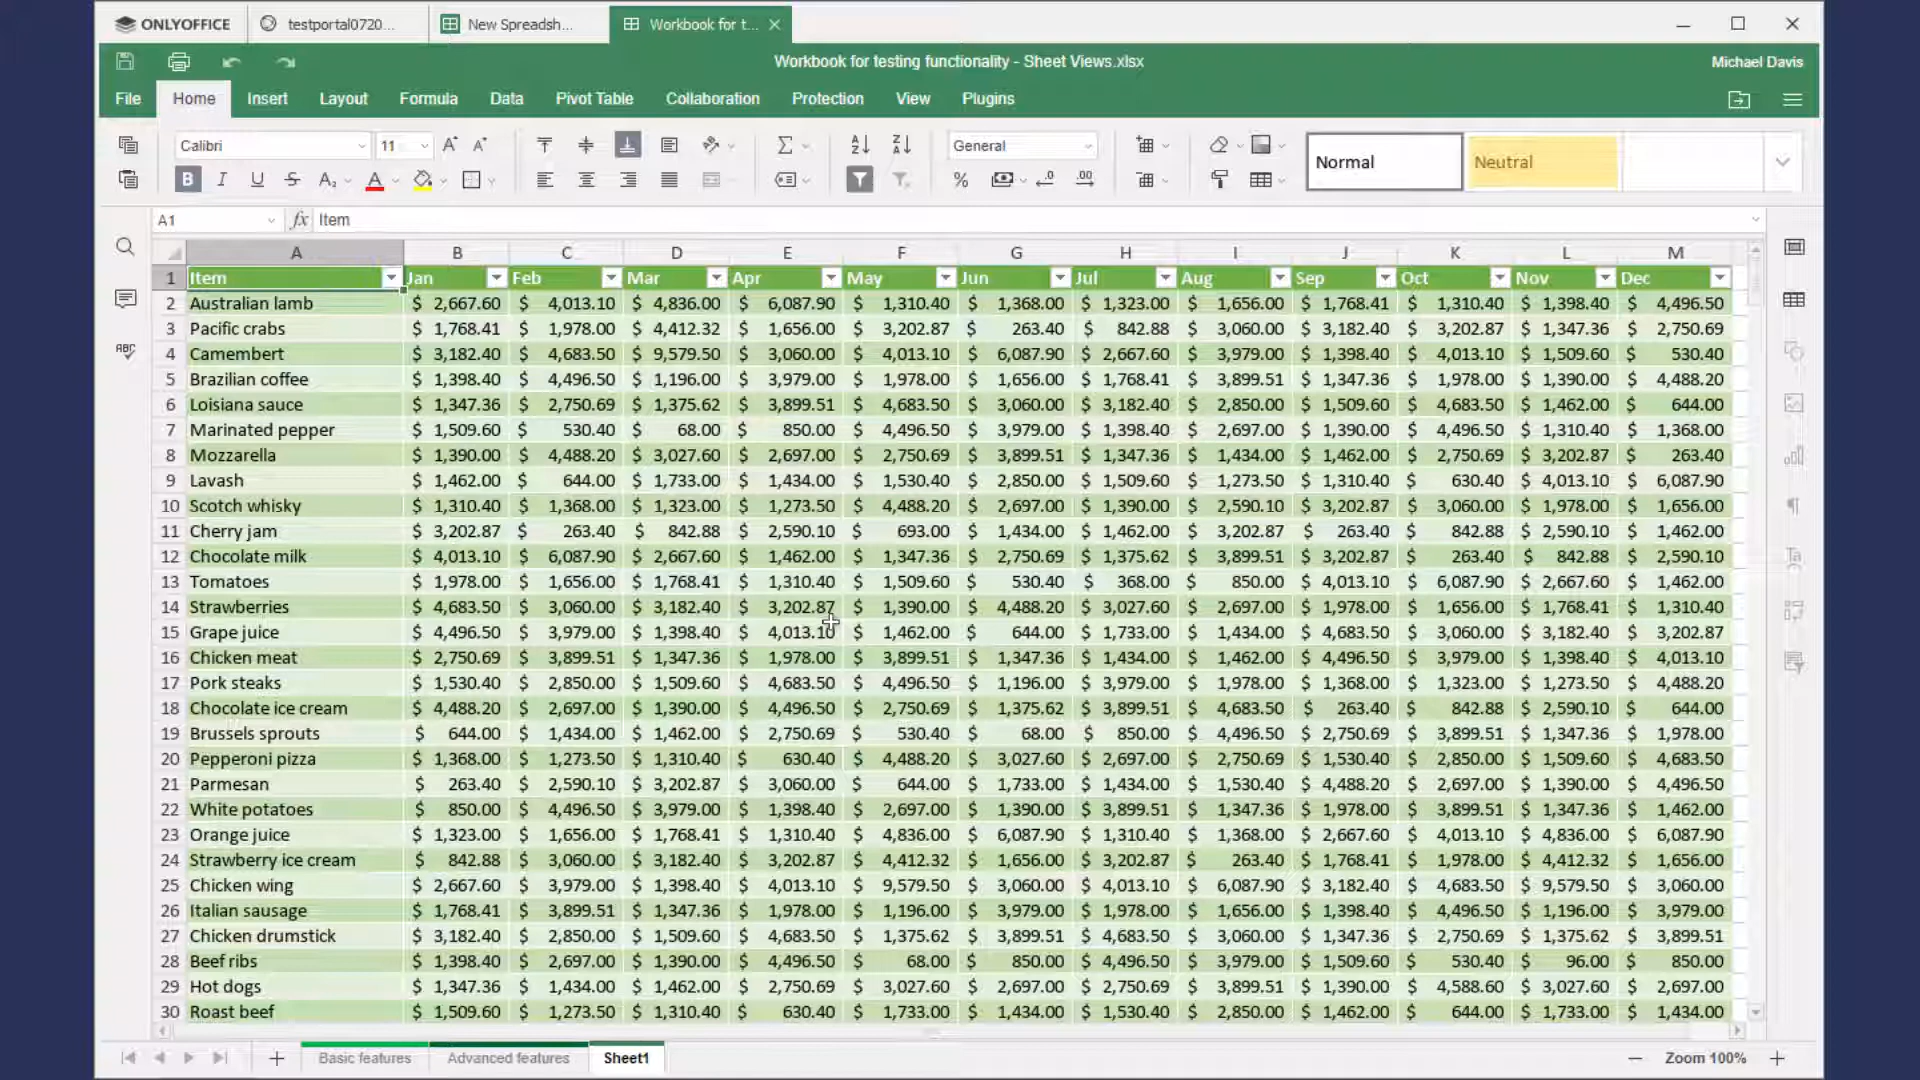 ONLYOFFICE testportal0720... New Spreadsh... Workbook for t...
Workbook for testing functionality - Sheet Views.xlsx Michael Davis
File Home Insert Layout Formula Data Pivot Table Collaboration Protection View Plugins
Calibri 11 General Normal Neutral
A1 fx Item
A B C D E F G H I J K L M
1 Item Jan Feb Mar Apr May Jun Jul Aug Sep Oct Nov Dec
2 Australian lamb $ 2,667.60 $ 4,013.10 $ 4,836.00 $ 6,087.90 $ 1,310.40 $ 1,368.00 $ 1,323.00 $ 1,656.00 $ 1,768.41 $ 1,310.40 $ 1,398.40 $ 4,496.50
3 Pacific crabs $ 1,768.41 $ 1,978.00 $ 4,412.32 $ 1,656.00 $ 3,202.87 $ 263.40 $ 842.88 $ 3,060.00 $ 3,182.40 $ 3,202.87 $ 1,347.36 $ 2,750.69
4 Camembert $ 3,182.40 $ 4,683.50 $ 9,579.50 $ 3,060.00 $ 4,013.10 $ 6,087.90 $ 2,667.60 $ 3,979.00 $ 1,398.40 $ 4,013.10 $ 1,509.60 $ 530.40
5 Brazilian coffee $ 1,398.40 $ 4,496.50 $ 1,196.00 $ 3,979.00 $ 1,978.00 $ 1,656.00 $ 1,768.41 $ 3,899.51 $ 1,347.36 $ 1,978.00 $ 1,390.00 $ 4,488.20
6 Loisiana sauce $ 1,347.36 $ 2,750.69 $ 1,375.62 $ 3,899.51 $ 4,683.50 $ 3,060.00 $ 3,182.40 $ 2,850.00 $ 1,509.60 $ 4,683.50 $ 1,462.00 $ 644.00
7 Marinated pepper $ 1,509.60 $ 530.40 $ 68.00 $ 850.00 $ 4,496.50 $ 3,979.00 $ 1,398.40 $ 2,697.00 $ 1,390.00 $ 4,496.50 $ 1,310.40 $ 1,368.00
8 Mozzarella $ 1,390.00 $ 4,488.20 $ 3,027.60 $ 2,697.00 $ 2,750.69 $ 3,899.51 $ 1,347.36 $ 1,434.00 $ 1,462.00 $ 2,750.69 $ 3,202.87 $ 263.40
9 Lavash $ 1,462.00 $ 644.00 $ 1,733.00 $ 1,434.00 $ 1,530.40 $ 2,850.00 $ 1,509.60 $ 1,273.50 $ 1,310.40 $ 630.40 $ 4,013.10 $ 6,087.90
10 Scotch whisky $ 1,310.40 $ 1,368.00 $ 1,323.00 $ 1,273.50 $ 4,488.20 $ 2,697.00 $ 1,390.00 $ 2,590.10 $ 3,202.87 $ 3,060.00 $ 1,978.00 $ 1,656.00
11 Cherry jam $ 3,202.87 $ 263.40 $ 842.88 $ 2,590.10 $ 693.00 $ 1,434.00 $ 1,462.00 $ 3,202.87 $ 263.40 $ 842.88 $ 2,590.10 $ 1,462.00
12 Chocolate milk $ 4,013.10 $ 6,087.90 $ 2,667.60 $ 1,462.00 $ 1,347.36 $ 2,750.69 $ 1,375.62 $ 3,899.51 $ 3,202.87 $ 263.40 $ 842.88 $ 2,590.10
13 Tomatoes $ 1,978.00 $ 1,656.00 $ 1,768.41 $ 1,310.40 $ 1,509.60 $ 530.40 $ 368.00 $ 850.00 $ 4,013.10 $ 6,087.90 $ 2,667.60 $ 1,462.00
14 Strawberries $ 4,683.50 $ 3,060.00 $ 3,182.40 $ 3,202.87 $ 1,390.00 $ 4,488.20 $ 3,027.60 $ 2,697.00 $ 1,978.00 $ 1,656.00 $ 1,768.41 $ 1,310.40
15 Grape juice $ 4,496.50 $ 3,979.00 $ 1,398.40 $ 4,013.10 $ 1,462.00 $ 644.00 $ 1,733.00 $ 1,434.00 $ 4,683.50 $ 3,060.00 $ 3,182.40 $ 3,202.87
16 Chicken meat $ 2,750.69 $ 3,899.51 $ 1,347.36 $ 1,978.00 $ 3,899.51 $ 1,347.36 $ 1,434.00 $ 1,462.00 $ 4,496.50 $ 3,979.00 $ 1,398.40 $ 4,013.10
17 Pork steaks $ 1,530.40 $ 2,850.00 $ 1,509.60 $ 4,683.50 $ 4,496.50 $ 1,196.00 $ 3,979.00 $ 1,978.00 $ 1,368.00 $ 1,323.00 $ 1,273.50 $ 4,488.20
18 Chocolate ice cream $ 4,488.20 $ 2,697.00 $ 1,390.00 $ 4,496.50 $ 2,750.69 $ 1,375.62 $ 3,899.51 $ 4,683.50 $ 263.40 $ 842.88 $ 2,590.10 $ 644.00
19 Brussels sprouts $ 644.00 $ 1,434.00 $ 1,462.00 $ 2,750.69 $ 530.40 $ 68.00 $ 850.00 $ 4,496.50 $ 2,750.69 $ 3,899.51 $ 1,347.36 $ 1,978.00
20 Pepperoni pizza $ 1,368.00 $ 1,273.50 $ 1,310.40 $ 630.40 $ 4,488.20 $ 3,027.60 $ 2,697.00 $ 2,750.69 $ 1,530.40 $ 2,850.00 $ 1,509.60 $ 4,683.50
21 Parmesan $ 263.40 $ 2,590.10 $ 3,202.87 $ 3,060.00 $ 644.00 $ 1,733.00 $ 1,434.00 $ 1,530.40 $ 4,488.20 $ 2,697.00 $ 1,390.00 $ 4,496.50
22 White potatoes $ 850.00 $ 4,496.50 $ 3,979.00 $ 1,398.40 $ 2,697.00 $ 1,390.00 $ 3,899.51 $ 1,347.36 $ 1,978.00 $ 3,899.51 $ 1,347.36 $ 1,462.00
23 Orange juice $ 1,323.00 $ 1,656.00 $ 1,768.41 $ 1,310.40 $ 4,836.00 $ 6,087.90 $ 1,310.40 $ 1,368.00 $ 2,667.60 $ 4,013.10 $ 4,836.00 $ 6,087.90
24 Strawberry ice cream $ 842.88 $ 3,060.00 $ 3,182.40 $ 3,202.87 $ 4,412.32 $ 1,656.00 $ 3,202.87 $ 263.40 $ 1,768.41 $ 1,978.00 $ 4,412.32 $ 1,656.00
25 Chicken wing $ 2,667.60 $ 3,979.00 $ 1,398.40 $ 4,013.10 $ 9,579.50 $ 3,060.00 $ 4,013.10 $ 6,087.90 $ 3,182.40 $ 4,683.50 $ 9,579.50 $ 3,060.00
26 Italian sausage $ 1,768.41 $ 3,899.51 $ 1,347.36 $ 1,978.00 $ 1,196.00 $ 3,979.00 $ 1,978.00 $ 1,656.00 $ 1,398.40 $ 4,496.50 $ 1,196.00 $ 3,979.00
27 Chicken drumstick $ 3,182.40 $ 2,850.00 $ 1,509.60 $ 4,683.50 $ 1,375.62 $ 3,899.51 $ 4,683.50 $ 3,060.00 $ 1,347.36 $ 2,750.69 $ 1,375.62 $ 3,899.51
28 Beef ribs $ 1,398.40 $ 2,697.00 $ 1,390.00 $ 4,496.50 $ 68.00 $ 850.00 $ 4,496.50 $ 3,979.00 $ 1,509.60 $ 530.40 $ 96.00 $ 850.00
29 Hot dogs $ 1,347.36 $ 1,434.00 $ 1,462.00 $ 2,750.69 $ 3,027.60 $ 2,697.00 $ 2,750.69 $ 3,899.51 $ 1,390.00 $ 4,588.60 $ 3,027.60 $ 2,697.00
30 Roast beef $ 1,509.60 $ 1,273.50 $ 1,310.40 $ 630.40 $ 1,733.00 $ 1,434.00 $ 1,530.40 $ 2,850.00 $ 1,462.00 $ 644.00 $ 1,733.00 $ 1,434.00
Basic features Advanced features Sheet1 Zoom 100%